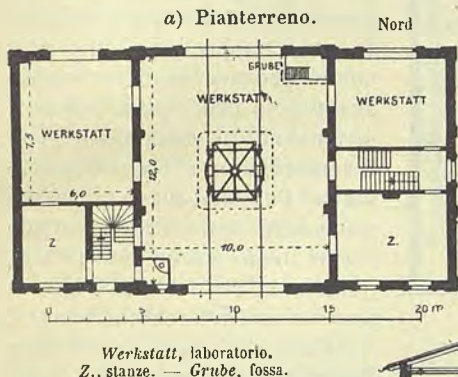 a) Pianterreno.
Nord
GRUBE
WERKSTATT
WERKSTATT
WERKSTATT
7,5
6,0
12,0
10,0
Z
Z.
0 5 10 15 20 m
Werkstatt, laboratorio.
Z., stanze. — Grube, fossa.